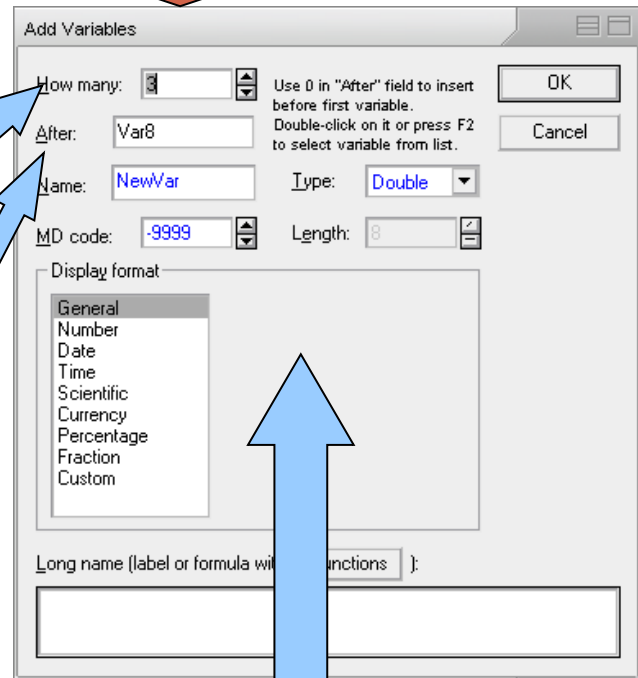 Add Variables
How many: 3
Use 0 in "After" field to insert
before first variable.
Double-click on it or press F2
to select variable from list.
OK
After: Var8
Cancel
Name: NewVar
Type: Double
MD code: -9999
Length: 8
Display format
General
Number
Date
Time
Scientific
Currency
Percentage
Fraction
Custom
Long name (label or formula wi unctions ):